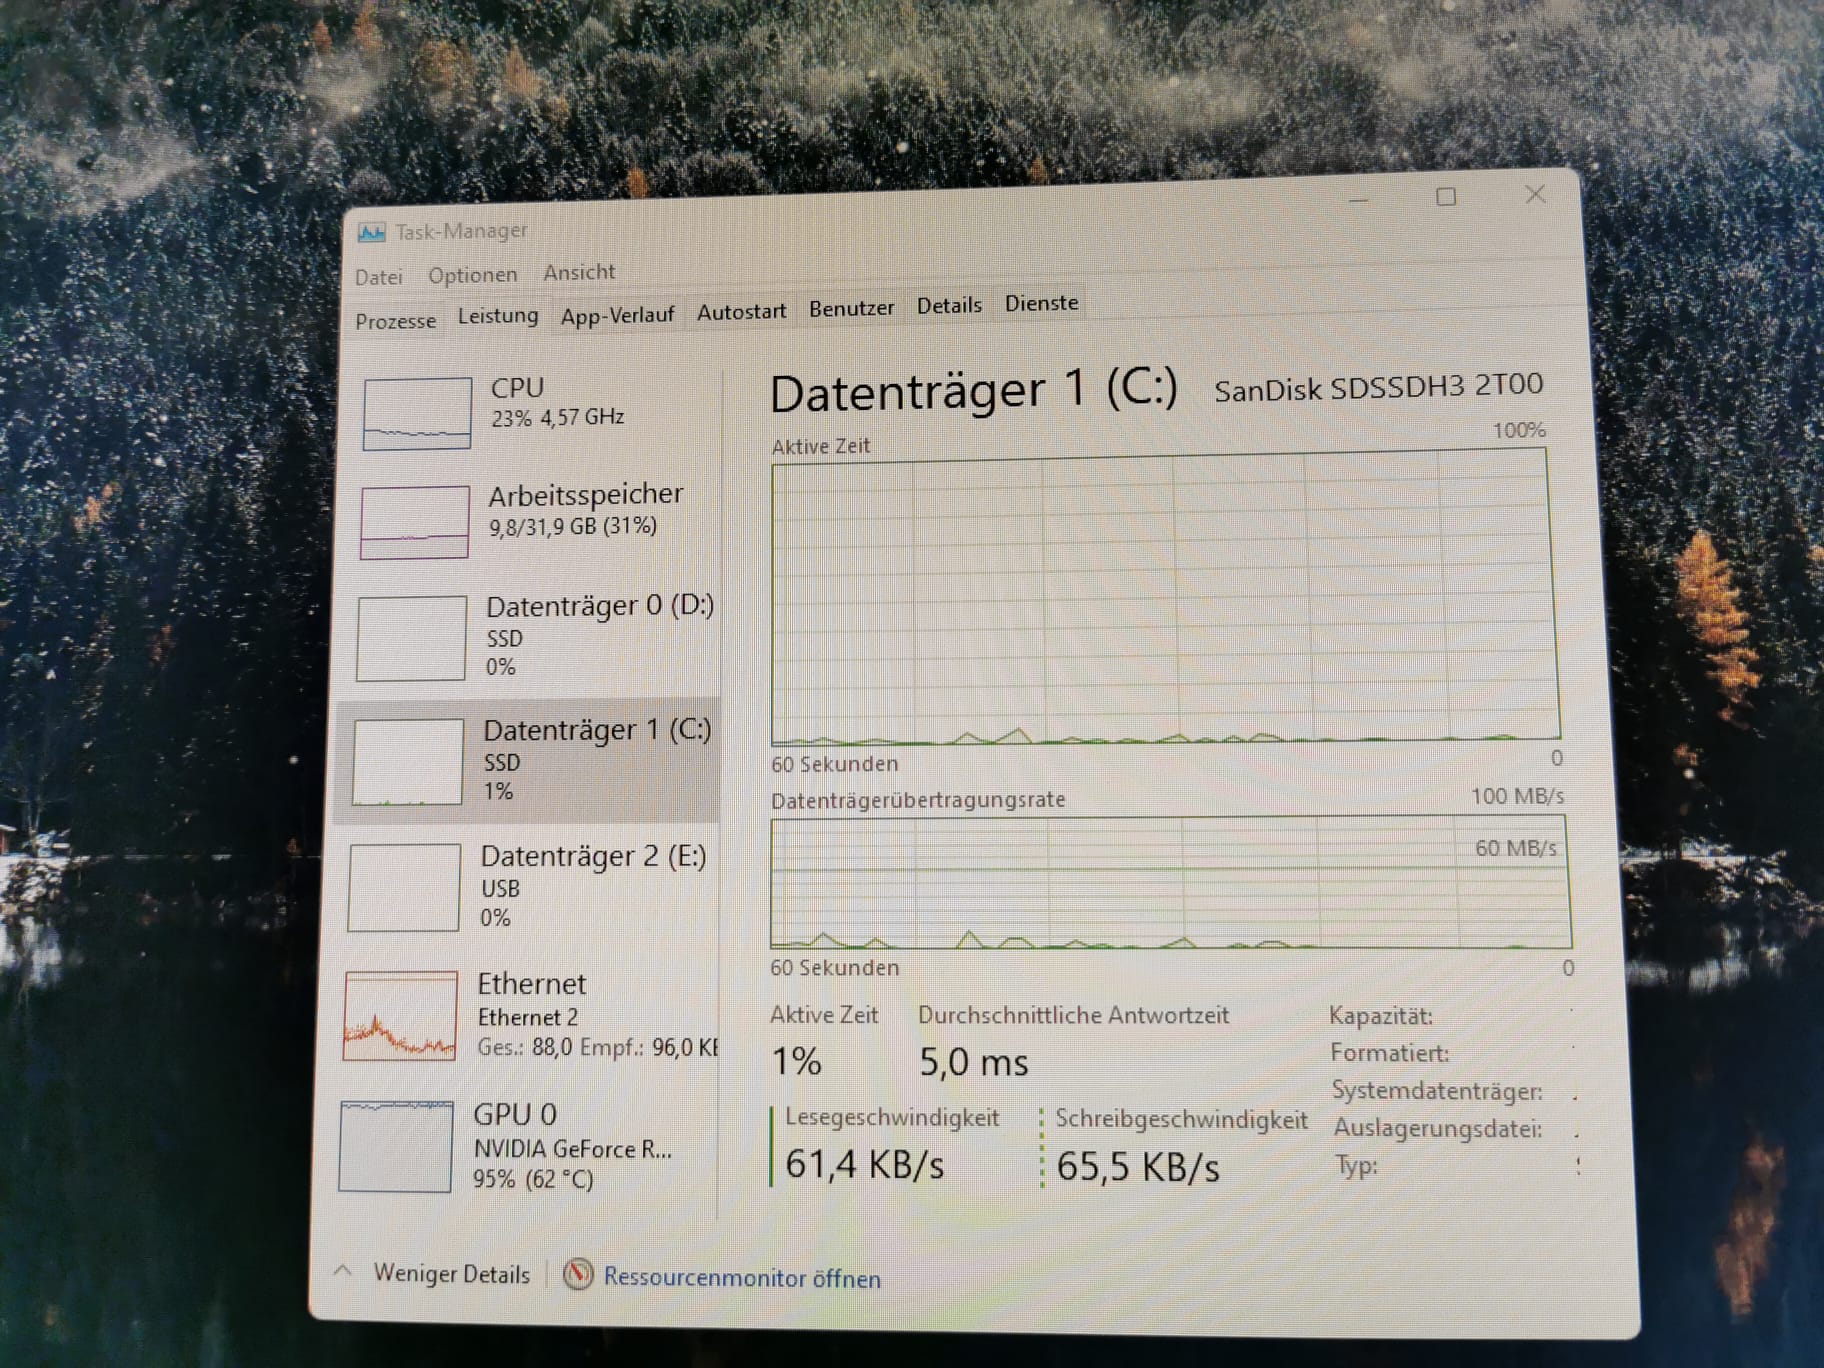 Task-Manager
Datei Optionen Ansicht
Prozesse Leistung App-Verlauf Autostart Benutzer Details Dienste
CPU
23% 4,57 GHz
Arbeitsspeicher
9,8/31,9 GB (31%)
Datenträger 0 (D:)
SSD
0%
Datenträger 1 (C:)
SSD
1%
Datenträger 2 (E:)
USB
0%
Ethernet
Ethernet 2
Ges.: 88,0 Empf.: 96,0
GPU 0
NVIDIA GeForce R...
95% (62 °C)
Datenträger 1 (C:) SanDisk SDSSDH3 2T00
Aktive Zeit 100%
60 Sekunden 0
Datenträgerübertragungsrate 100 MB/s
60 MB/s
60 Sekunden 0
Aktive Zeit Durchschnittliche Antwortzeit
1% 5,0 ms
Lesegeschwindigkeit Schreibgeschwindigkeit
61,4 KB/s 65,5 KB/s
Kapazität:
Formatiert:
Systemdatenträger:
Auslagerungsdatei:
Typ:
Weniger Details Ressourcenmonitor öffnen